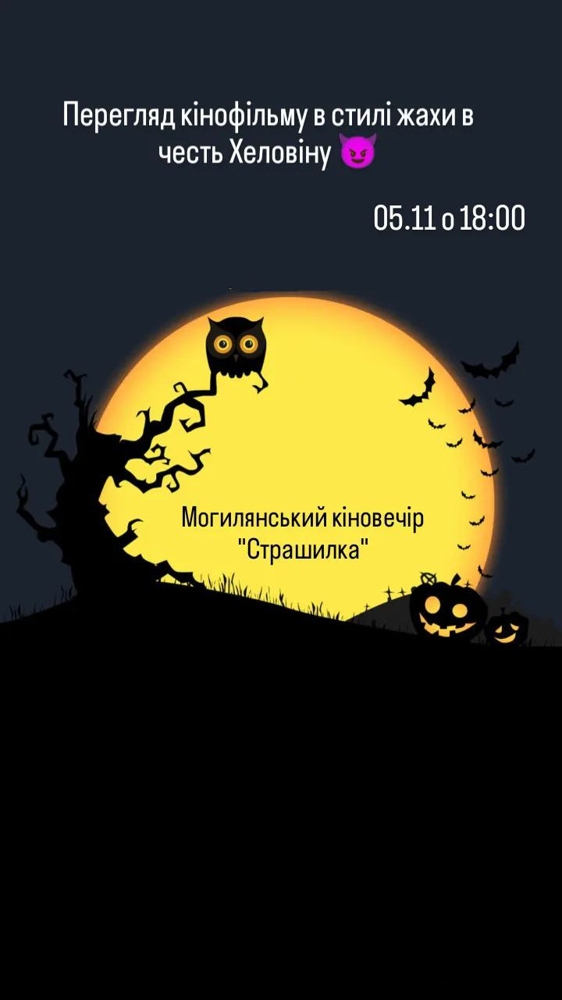 Перегляд кінофільму в стилі жахи в
честь Хеловіну 😈
05.11 о 18:00
Могилянський кіновечір
"Страшилка"